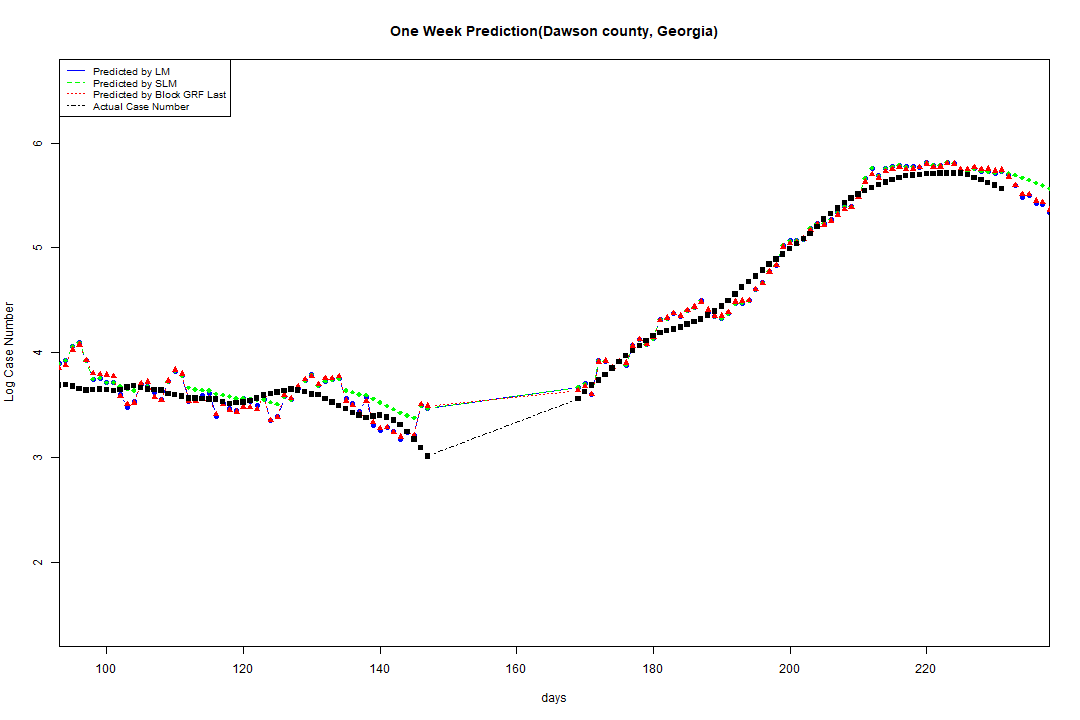 One Week Prediction(Dawson county, Georgia)
Predicted by LM
Predicted by SLM
Predicted by Block GRF Last
Actual Case Number
6
5
4
3
2
Log Case Number
100 120 140 160 180 200 220
days